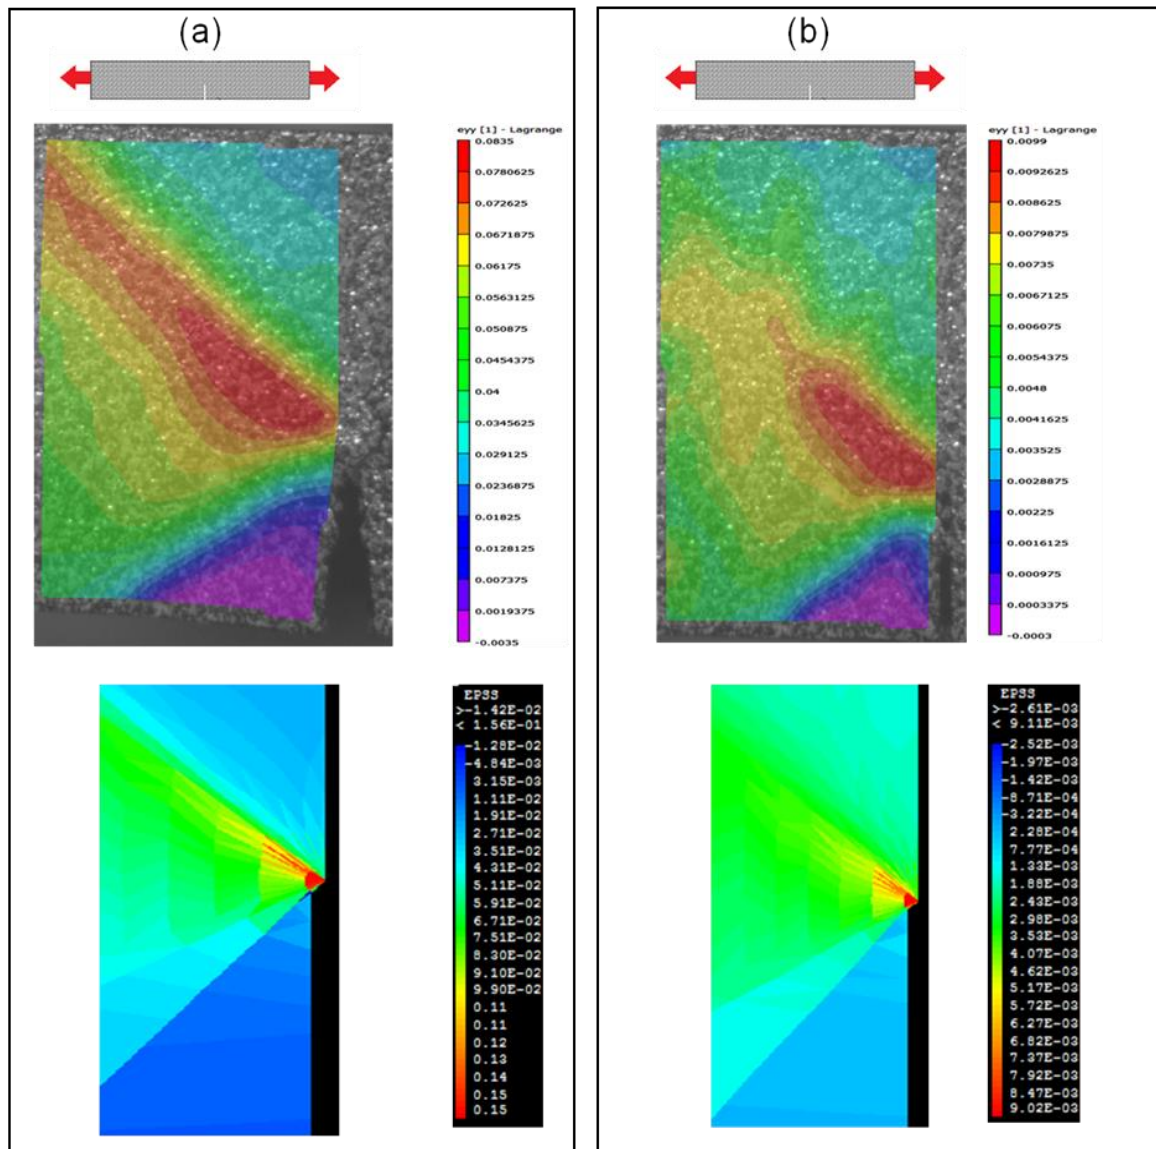 (a)
eyy [1] - Lagrange
0.0835
0.0780625
0.072625
0.0671875
0.06175
0.0563125
0.050875
0.0454375
0.04
0.0345625
0.029125
0.0236875
0.01825
0.0128125
0.007375
0.0019375
-0.0035
EPSS
>-1.42E-02
< 1.56E-01
-1.28E-02
-4.84E-03
3.15E-03
1.11E-02
1.91E-02
2.71E-02
3.51E-02
4.31E-02
5.11E-02
5.91E-02
6.71E-02
7.51E-02
8.30E-02
9.10E-02
9.90E-02
0.11
0.11
0.12
0.13
0.14
0.15
0.15
(b)
eyy [1] - Lagrange
0.0099
0.0092625
0.008625
0.0079875
0.00735
0.0067125
0.006075
0.0054375
0.0048
0.0041625
0.003525
0.0028875
0.00225
0.0016125
0.000975
0.0003375
-0.0003
EPSS
>-2.61E-03
< 9.11E-03
-2.52E-03
-1.97E-03
-1.42E-03
-8.71E-04
-3.22E-04
2.28E-04
7.77E-04
1.33E-03
1.88E-03
2.43E-03
2.98E-03
3.53E-03
4.07E-03
4.62E-03
5.17E-03
5.72E-03
6.27E-03
6.82E-03
7.37E-03
7.92E-03
8.47E-03
9.02E-03